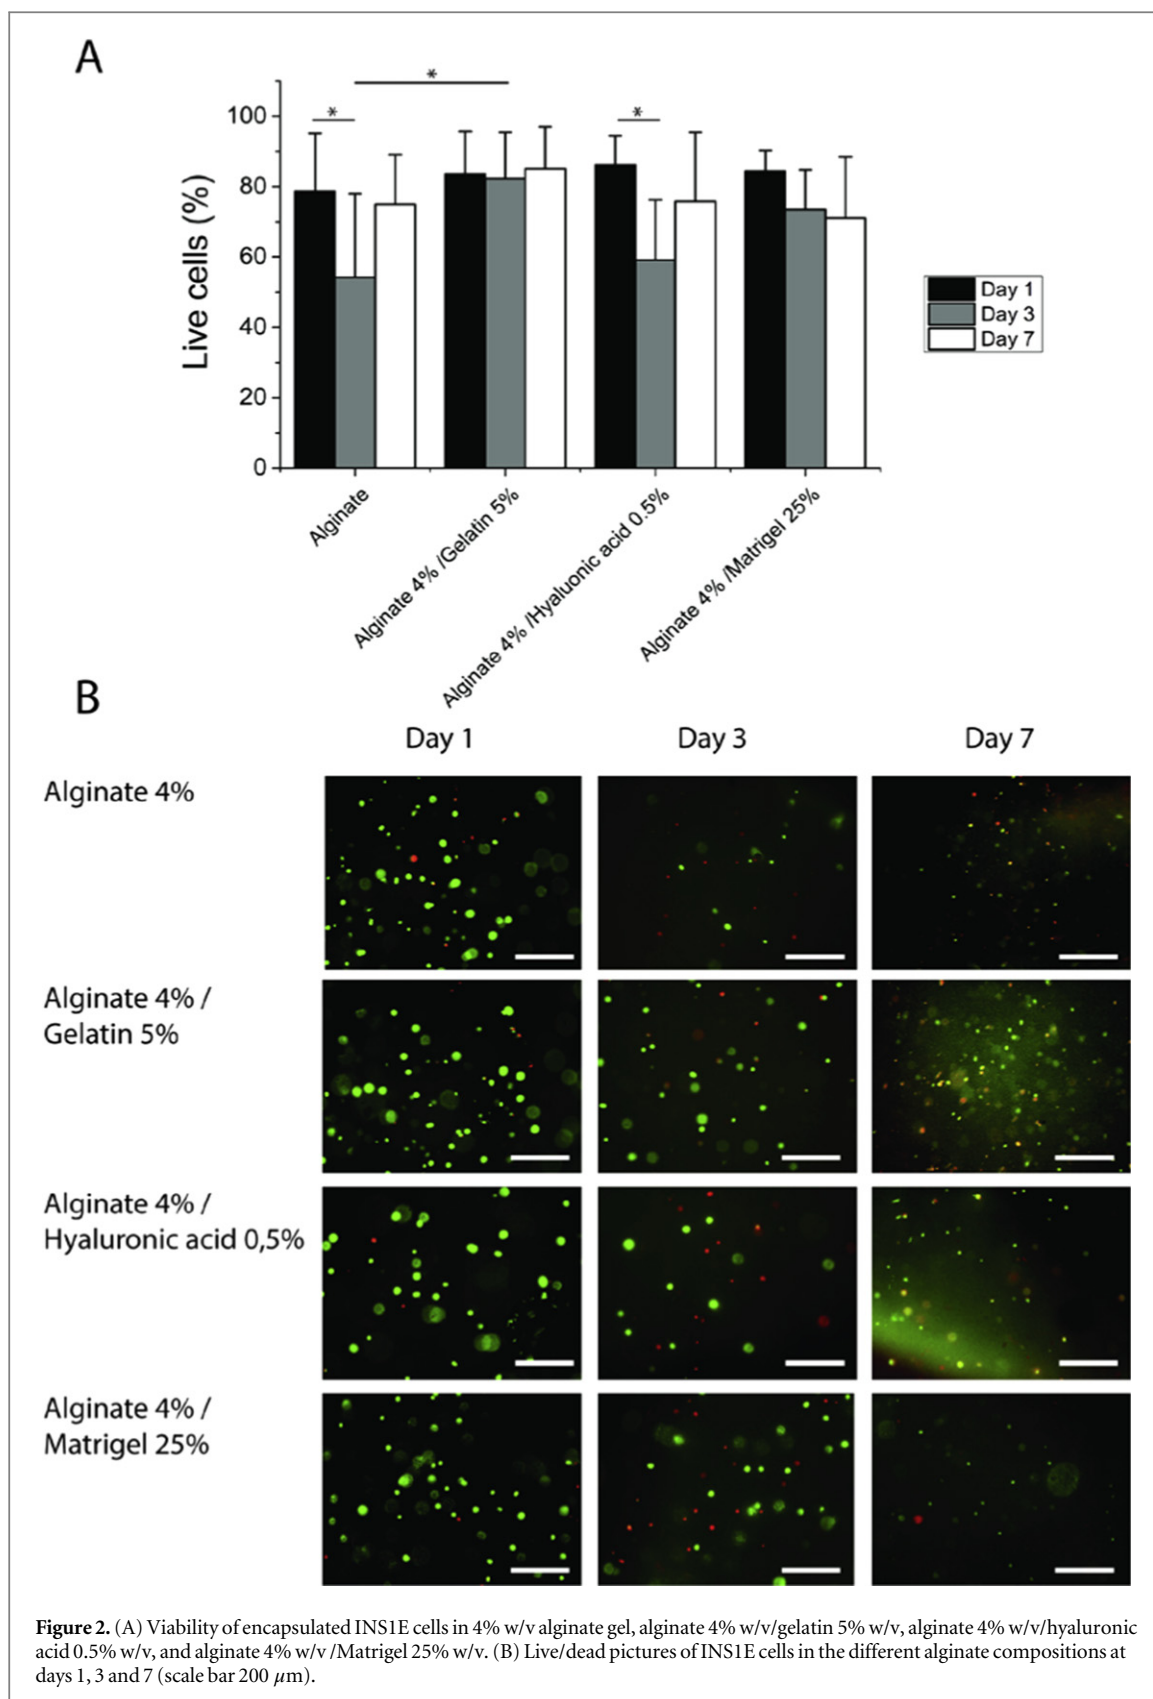 A
*
*
*
Live cells (%)
100
80
60
40
20
0
Day 1
Day 3
Day 7
Alginate
Alginate 4% /Gelatin 5%
Alginate 4% /Hyaluonic acid 0.5%
Alginate 4% /Matrigel 25%
B
Day 1 Day 3 Day 7
Alginate 4%
Alginate 4% /
Gelatin 5%
Alginate 4% /
Hyaluronic acid 0,5%
Alginate 4% /
Matrigel 25%
Figure 2. (A) Viability of encapsulated INS1E cells in 4% w/v alginate gel, alginate 4% w/v/gelatin 5% w/v, alginate 4% w/v/hyaluronic
acid 0.5% w/v, and alginate 4% w/v /Matrigel 25% w/v. (B) Live/dead pictures of INS1E cells in the different alginate compositions at
days 1, 3 and 7 (scale bar 200 μm).